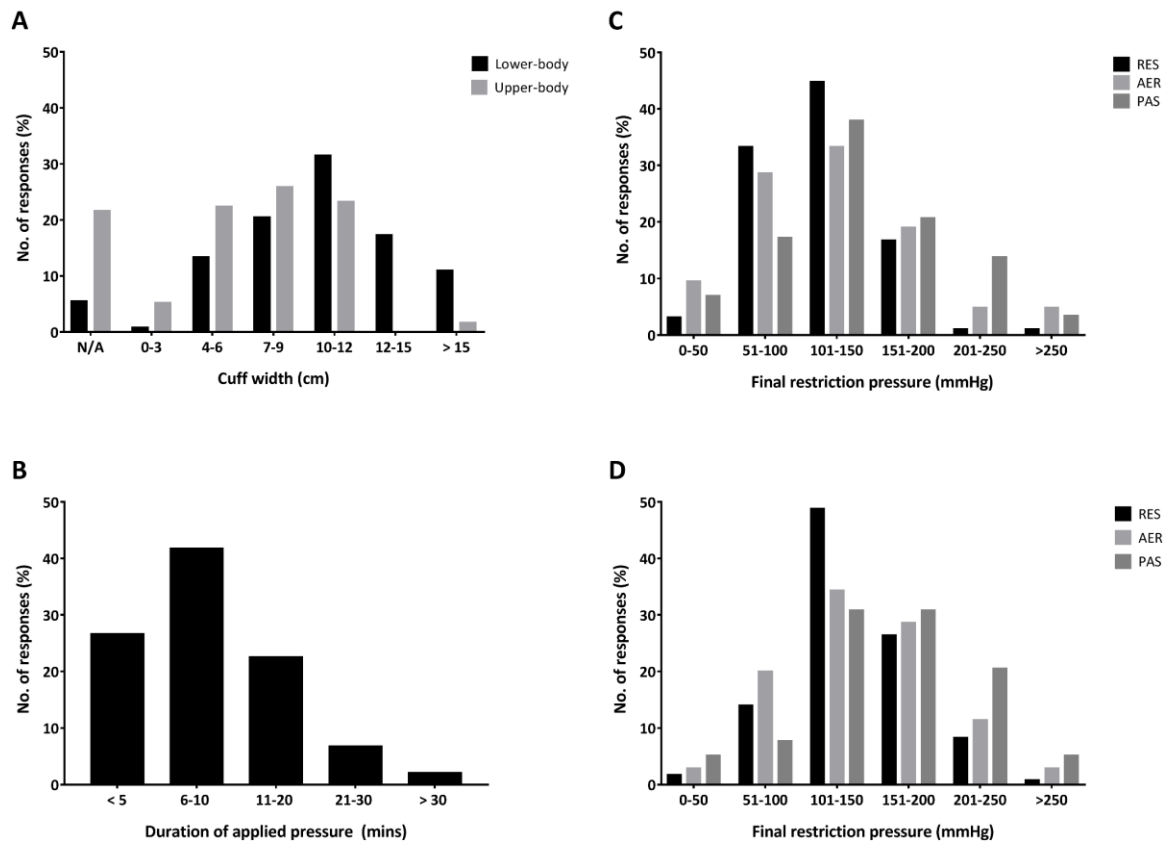 A
50
40
30
20
10
0
No. of responses (%)
Lower-body
Upper-body
N/A 0-3 4-6 7-9 10-12 12-15 > 15
Cuff width (cm)
C
50
40
30
20
10
0
No. of responses (%)
RES
AER
PAS
0-50 51-100 101-150 151-200 201-250 >250
Final restriction pressure (mmHg)
B
50
40
30
20
10
0
No. of responses (%)
< 5 6-10 11-20 21-30 > 30
Duration of applied pressure (mins)
D
50
40
30
20
10
0
No. of responses (%)
RES
AER
PAS
0-50 51-100 101-150 151-200 201-250 >250
Final restriction pressure (mmHg)